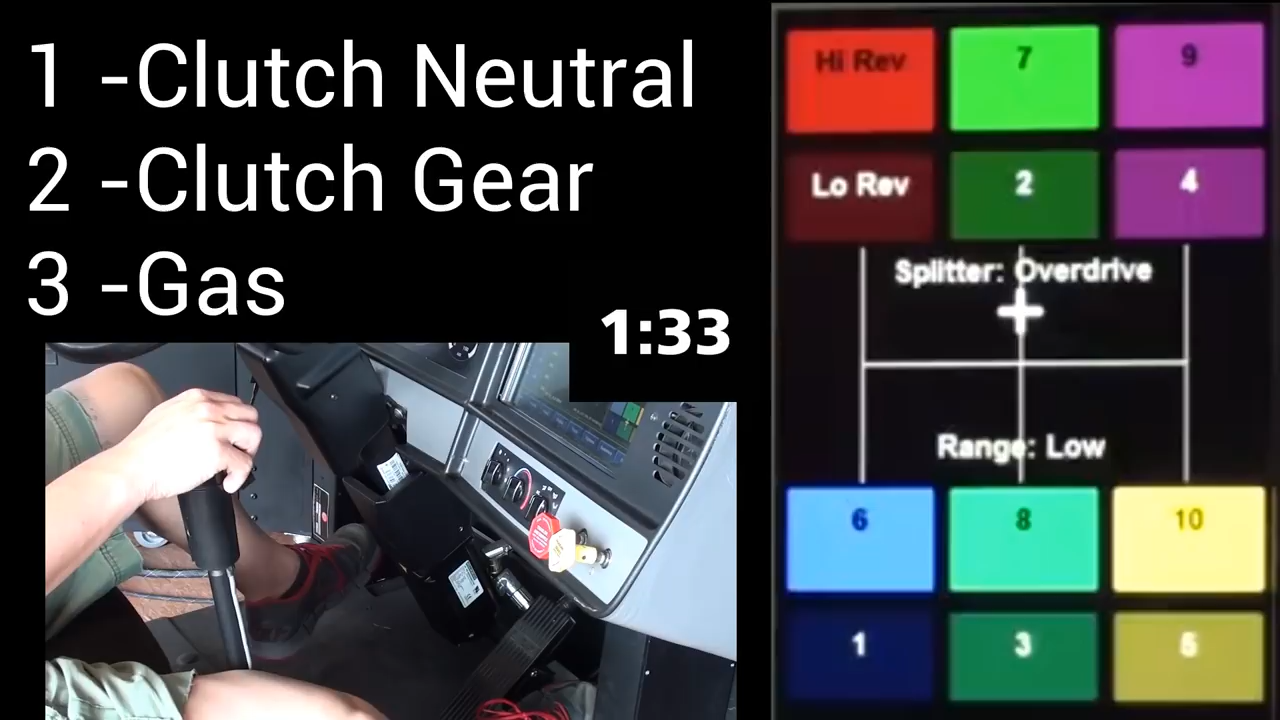 1 -Clutch Neutral
2 -Clutch Gear
3 -Gas
1:33
Hi Rev 7 9
Lo Rev 2 4
Splitter: Overdrive
Range: Low
6 8 10
1 3 5